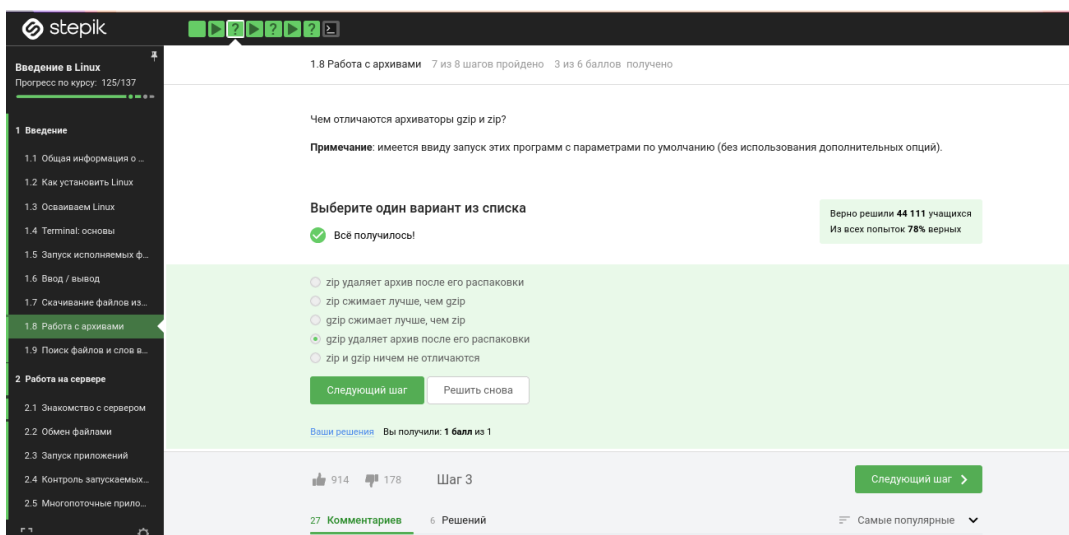 stepik
Введение в Linux
Прогресс по курсу: 125/137
1 Введение
1.1 Общая информация о ...
1.2 Как установить Linux
1.3 Осваиваем Linux
1.4 Terminal: основы
1.5 Запуск исполняемых ф...
1.6 Ввод / вывод
1.7 Скачивание файлов из...
1.8 Работа с архивами
1.9 Поиск файлов и слов в...
2 Работа на сервере
2.1 Знакомство с сервером
2.2 Обмен файлами
2.3 Запуск приложений
2.4 Контроль запускаемых...
2.5 Многопоточные прило...
1.8 Работа с архивами 7 из 8 шагов пройдено 3 из 6 баллов получено
Чем отличаются архиваторы gzip и zip?
Примечание: имеется ввиду запуск этих программ с параметрами по умолчанию (без использования дополнительных опций).
Выберите один вариант из списка
Всё получилось!
Верно решили 44 111 учащихся
Из всех попыток 78% верных
zip удаляет архив после его распаковки
zip сжимает лучше, чем gzip
gzip сжимает лучше, чем zip
gzip удаляет архив после его распаковки
zip и gzip ничем не отличаются
Следующий шаг Решить снова
Ваши решения Вы получили: 1 балл из 1
914 178 Шаг 3 Следующий шаг
27 Комментариев 6 Решений Самые популярные